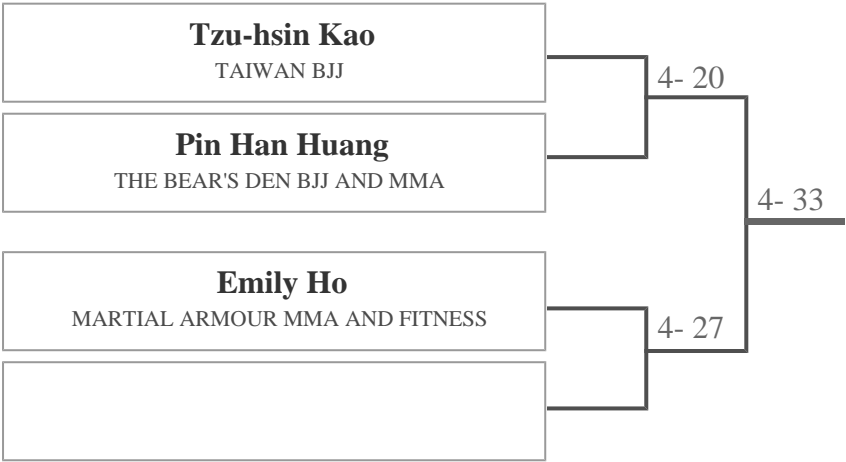 Tzu-hsin Kao
TAIWAN BJJ
4- 20
Pin Han Huang
THE BEAR'S DEN BJJ AND MMA
4- 33
Emily Ho
MARTIAL ARMOUR MMA AND FITNESS
4- 27